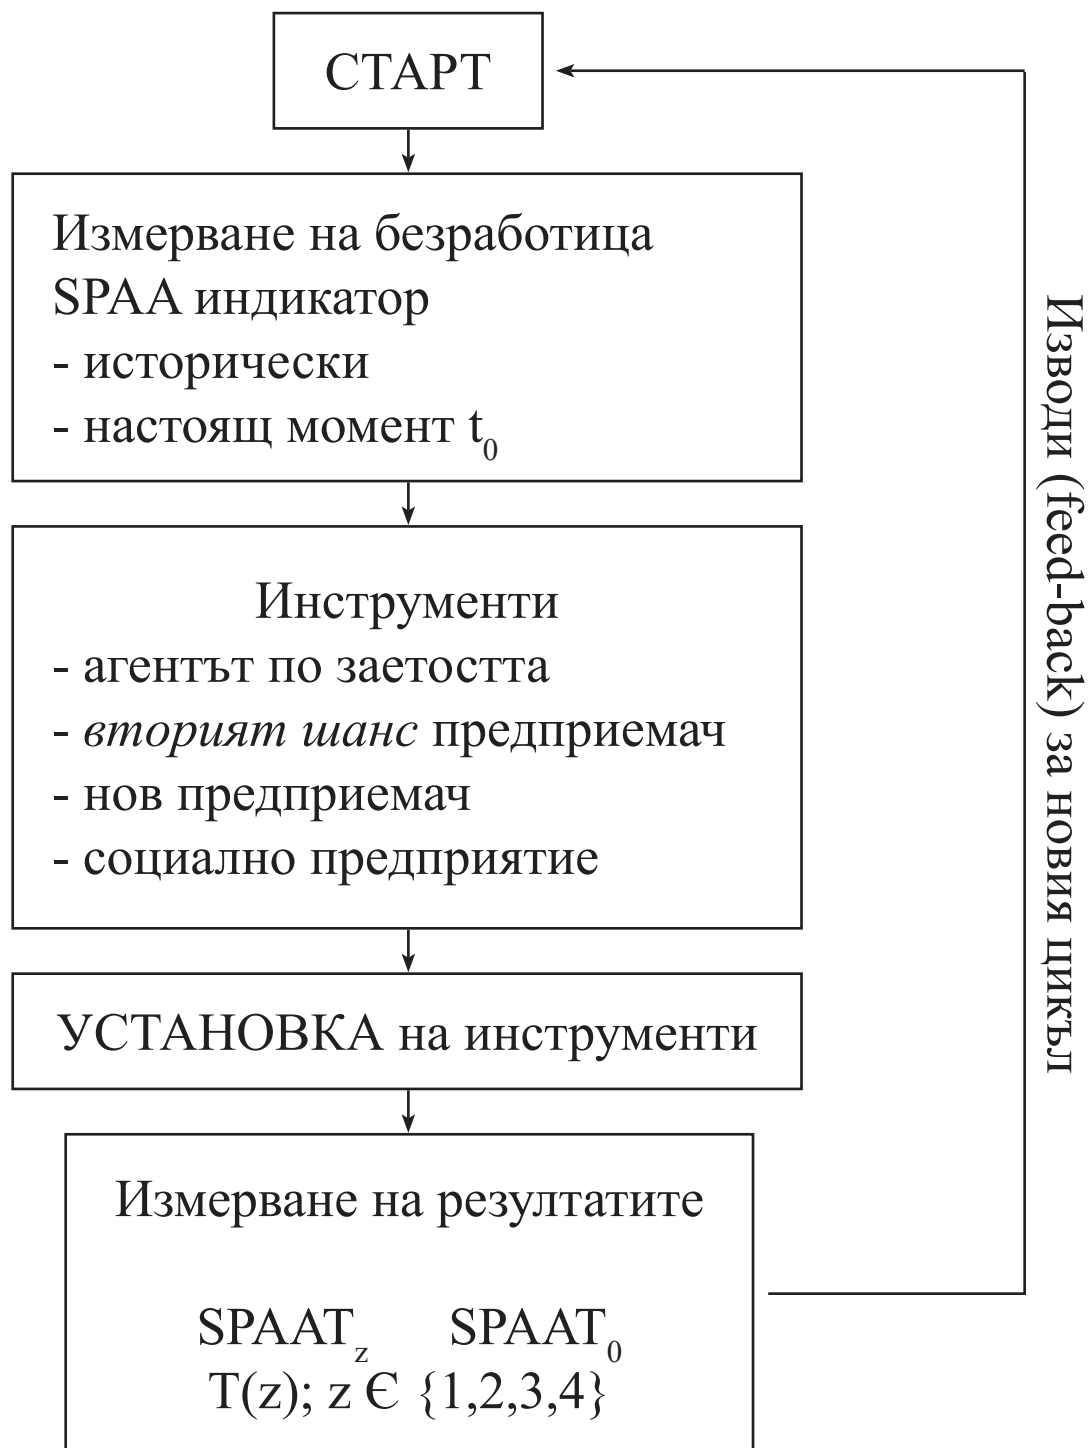 СТАРТ
Измерване на безработица
SPAA индикатор
- исторически
- настоящ момент t₀
Инструменти
- агентът по заетостта
- вторият шанс предприемач
- нов предприемач
- социално предприятие
УСТАНОВКА на инструменти
Измерване на резултатите
SPAATz SPAAT₀
T(z); z Є {1,2,3,4}
Изводи (feed-back) за новия цикъл